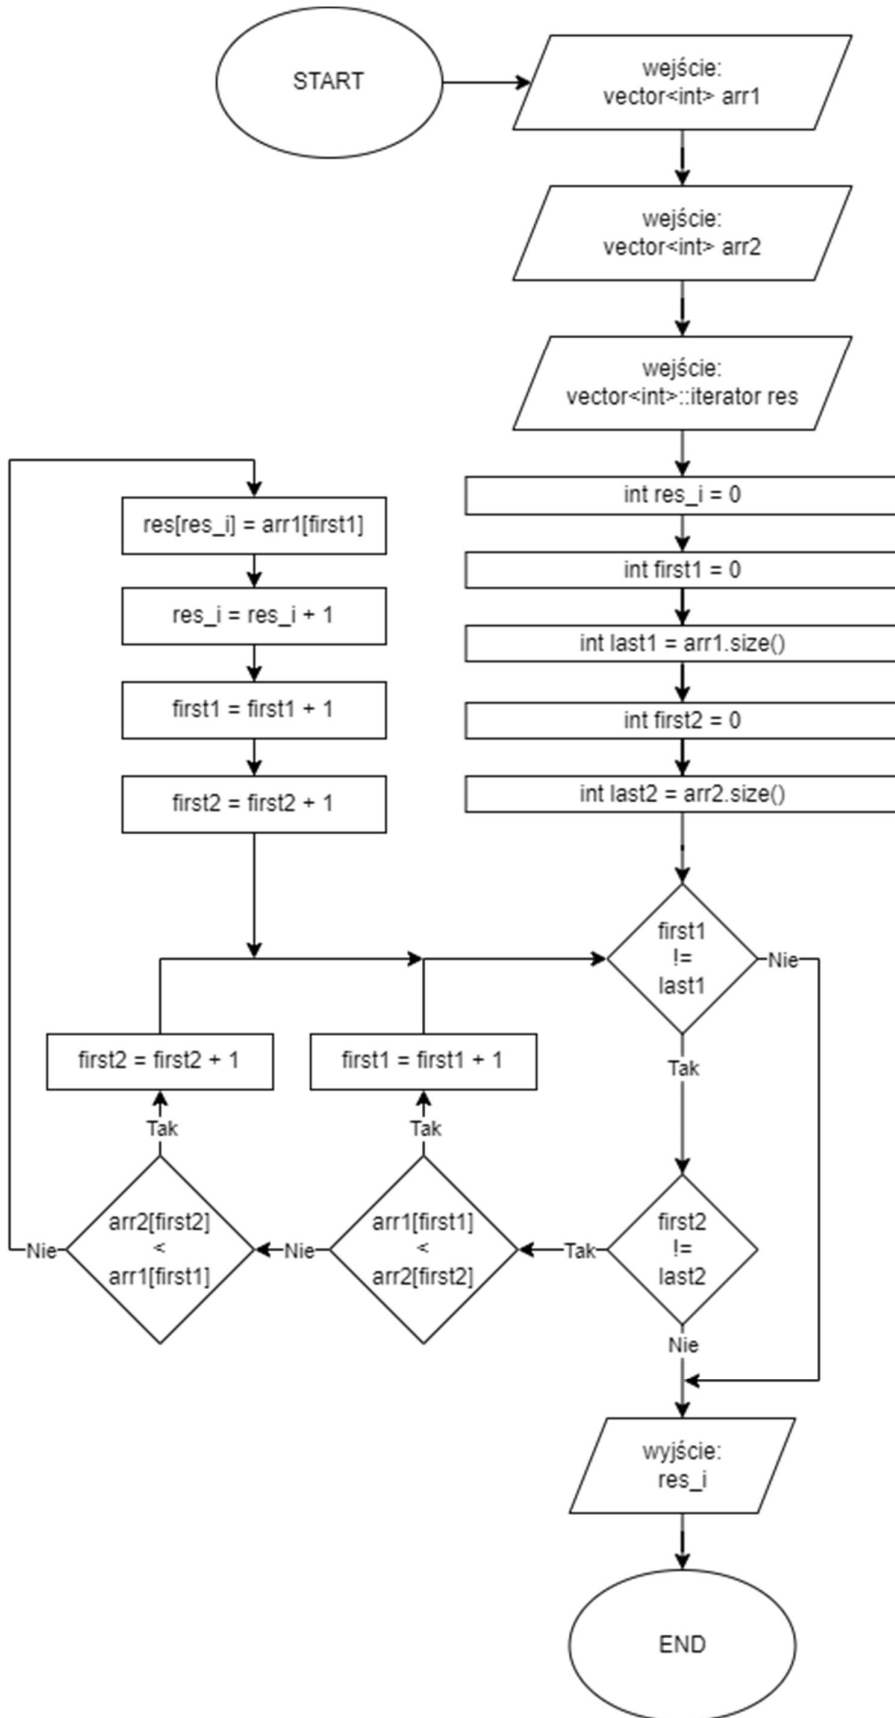 START
wejście:
vector<int> arr1
wejście:
vector<int> arr2
wejście:
vector<int>::iterator res
int res_i = 0
int first1 = 0
int last1 = arr1.size()
int first2 = 0
int last2 = arr2.size()
res[res_i] = arr1[first1]
res_i = res_i + 1
first1 = first1 + 1
first2 = first2 + 1
first1
!=
last1
Nie
Tak
first2 = first2 + 1
first1 = first1 + 1
Tak
Tak
arr2[first2]
<
arr1[first1]
Nie
Nie
arr1[first1]
<
arr2[first2]
Tak
first2
!=
last2
Nie
wyjście:
res_i
END